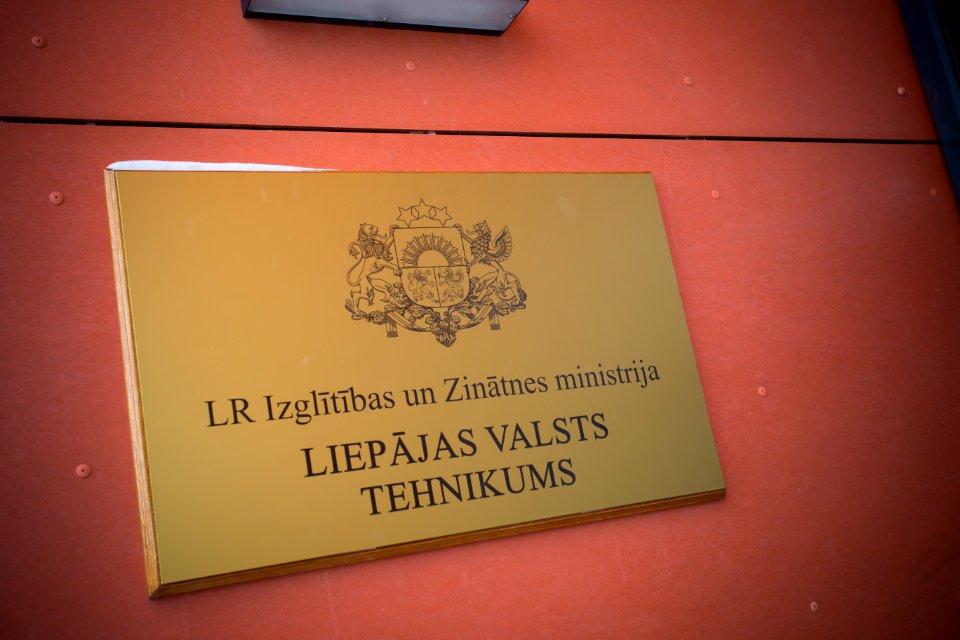 LR Izglītības un Zinātnes ministrija
LIEPĀJAS VALSTS
TEHNIKUMS